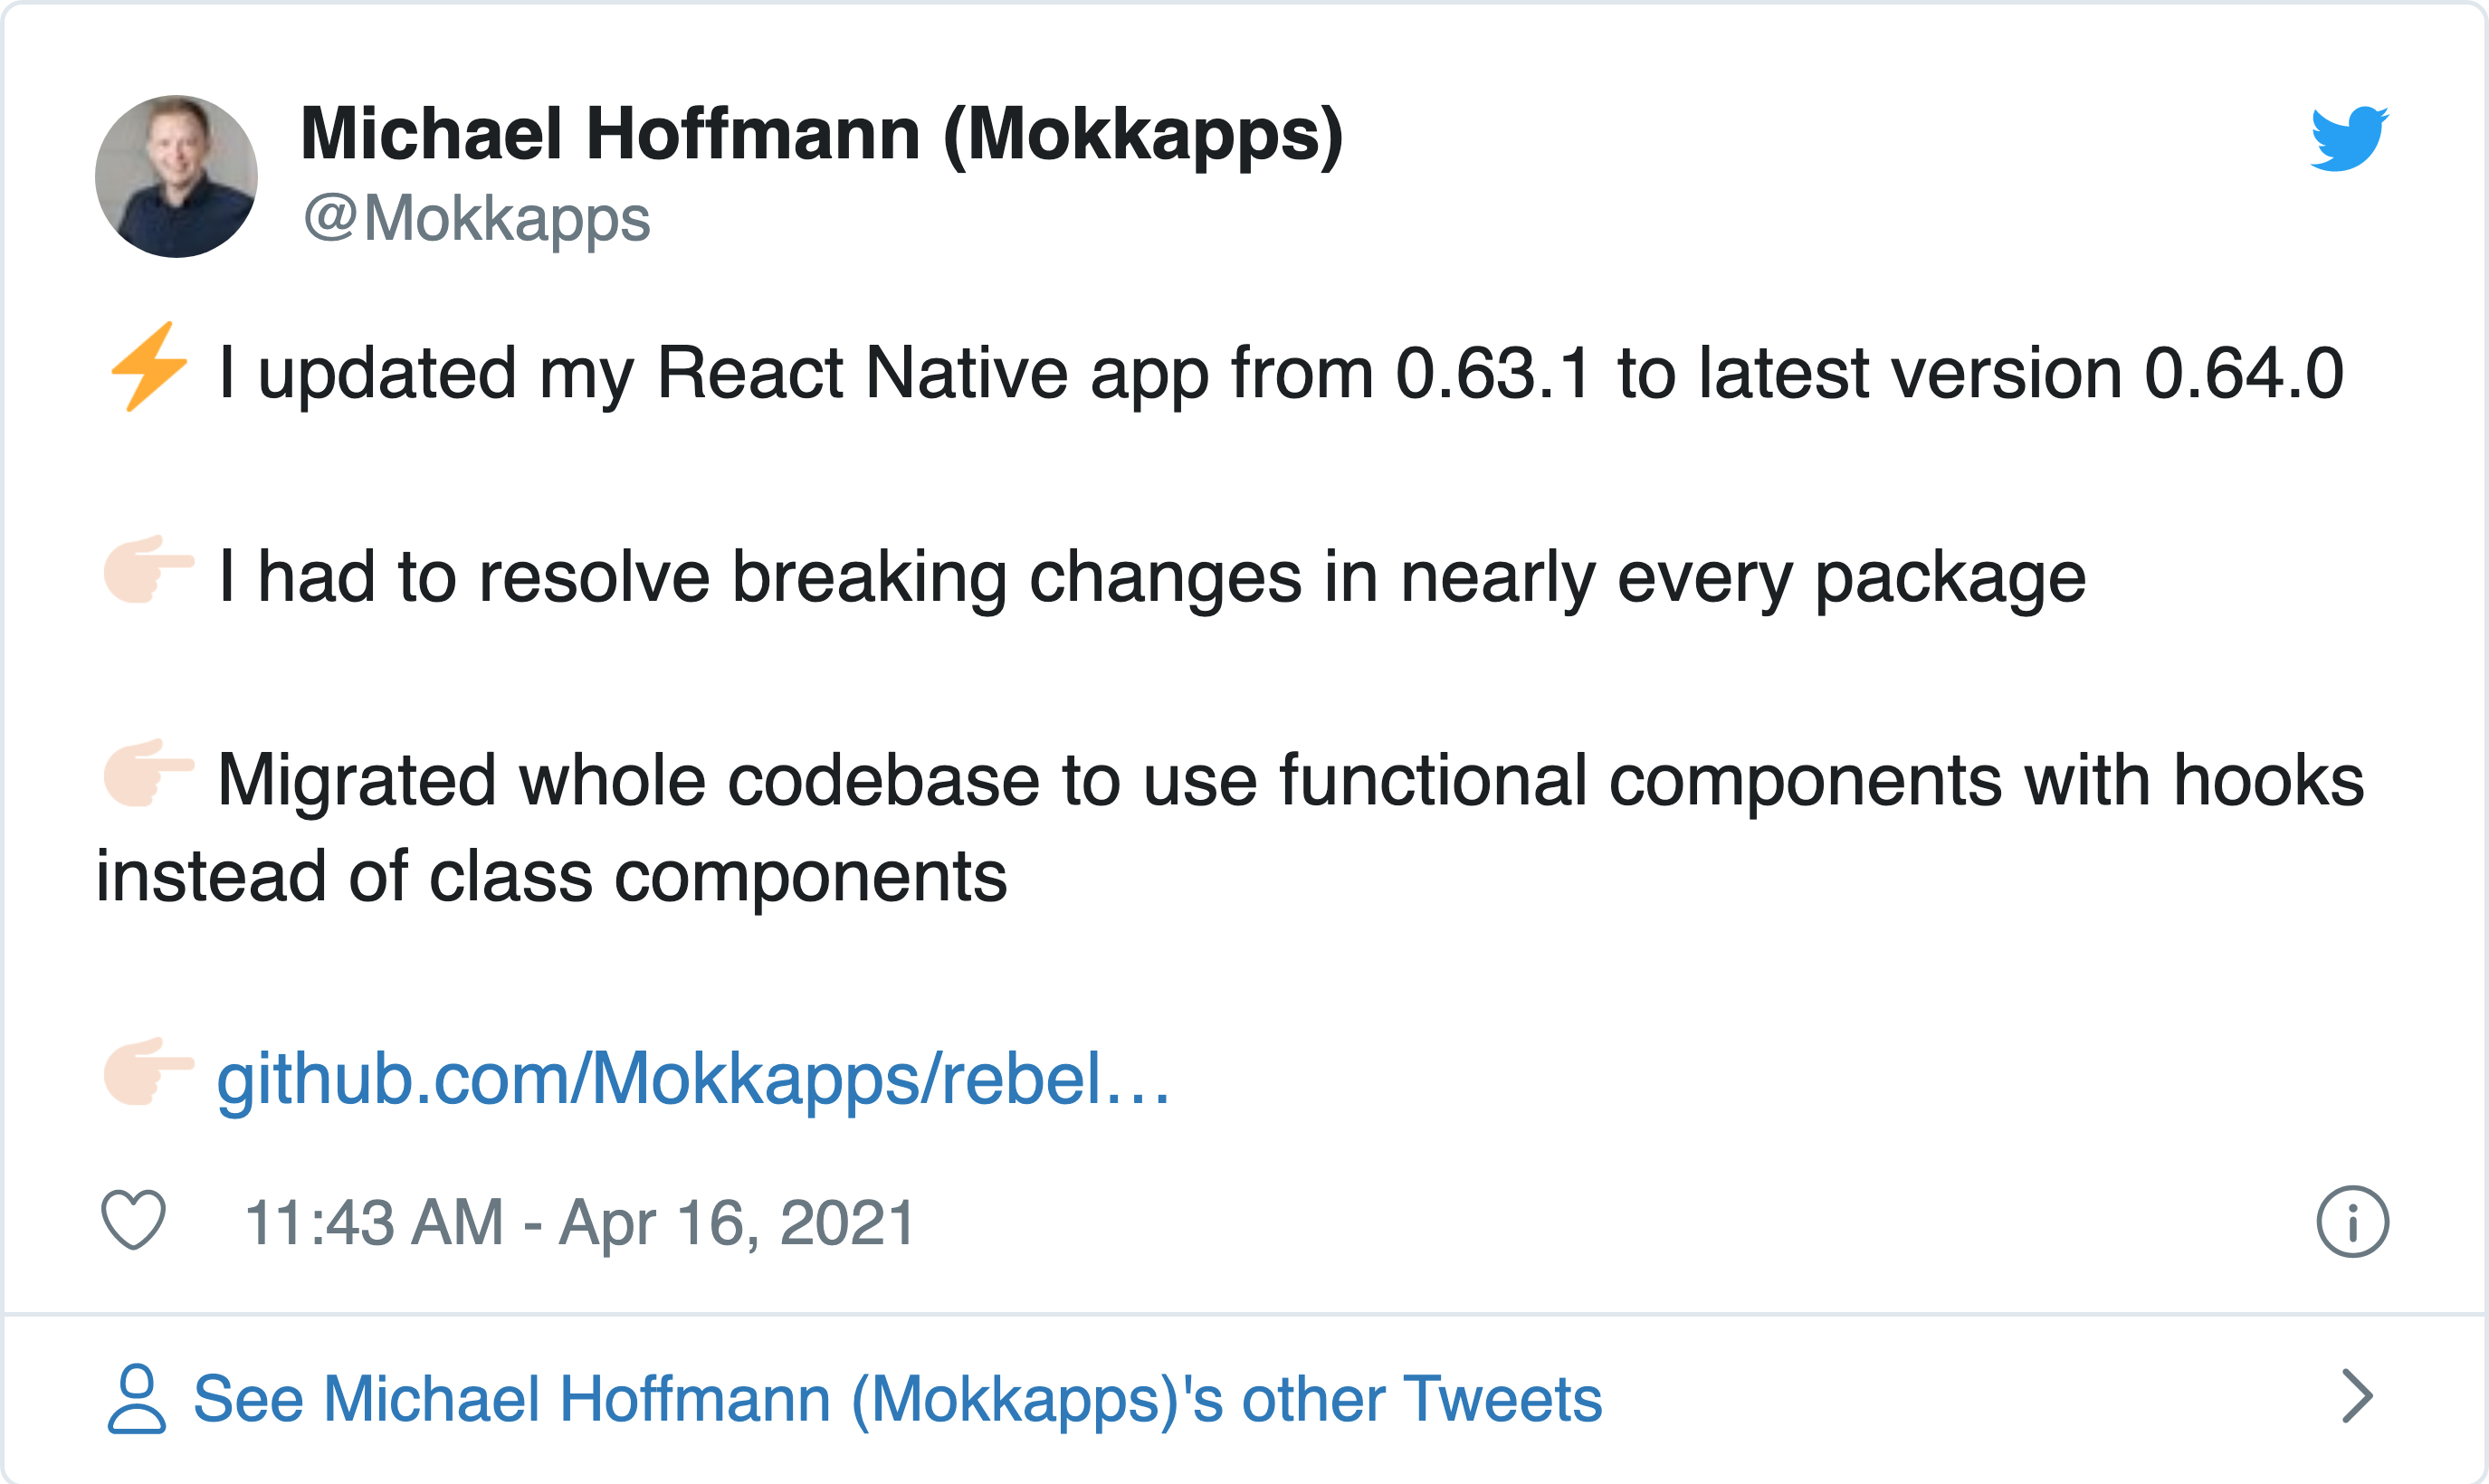 Michael Hoffmann (Mokkapps)
@Mokkapps
⚡ I updated my React Native app from 0.63.1 to latest version 0.64.0
👉🏻 I had to resolve breaking changes in nearly every package
👉🏻 Migrated whole codebase to use functional components with hooks
instead of class components
👉🏻 github.com/Mokkapps/rebel…
11:43 AM - Apr 16, 2021
See Michael Hoffmann (Mokkapps)'s other Tweets